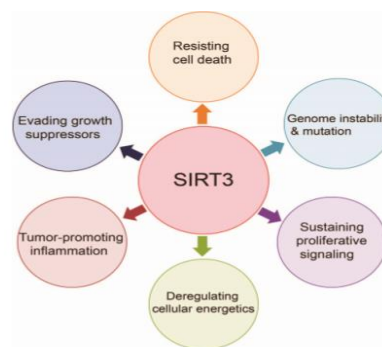 Resisting
cell death
Evading growth
suppressors
Genome instabili
& mutation
SIRT3
Tumor-promoting
inflammation
Sustaining
proliferative
signaling
Deregulating
cellular energetics